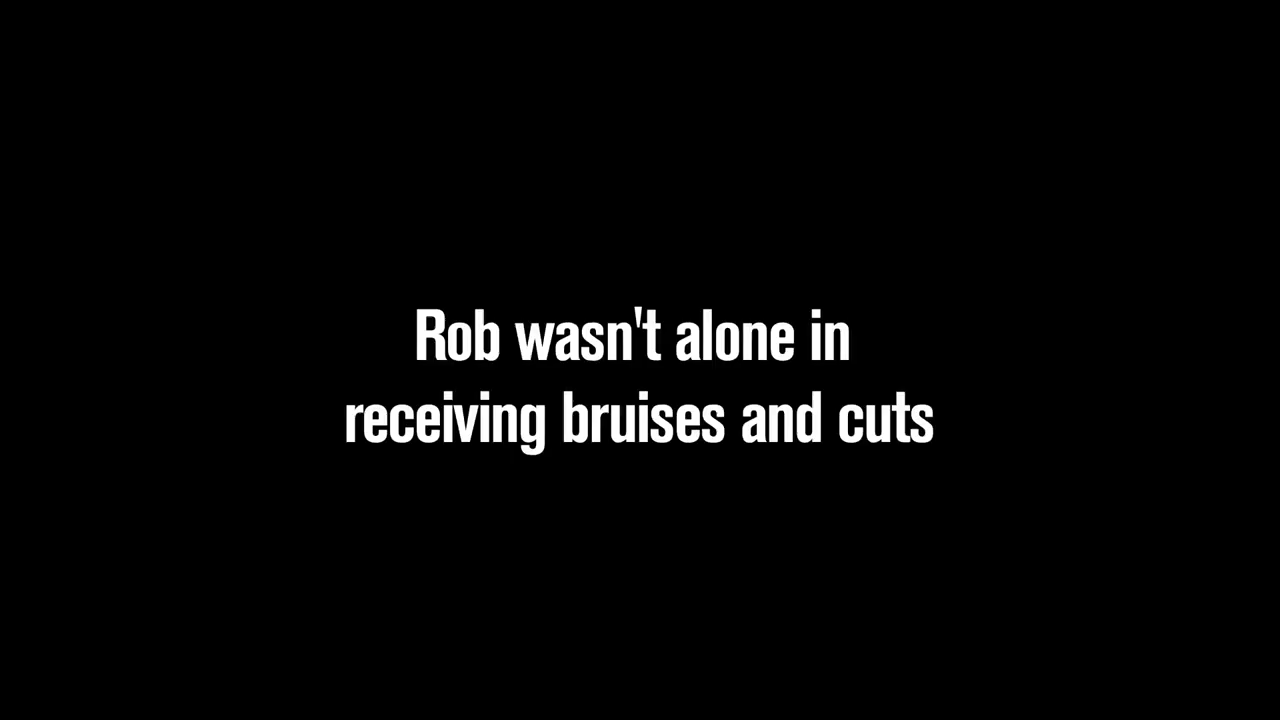 Rob wasn't alone in
receiving bruises and cuts